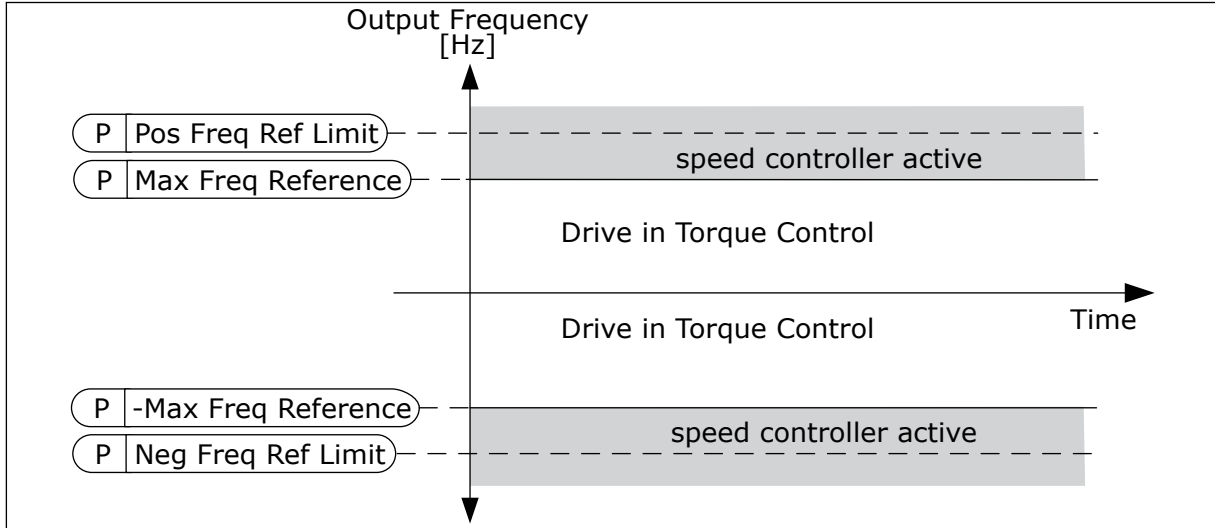 Output Frequency
[Hz]
P Pos Freq Ref Limit
speed controller active
P Max Freq Reference
Drive in Torque Control
Drive in Torque Control
Time
P -Max Freq Reference
speed controller active
P Neg Freq Ref Limit